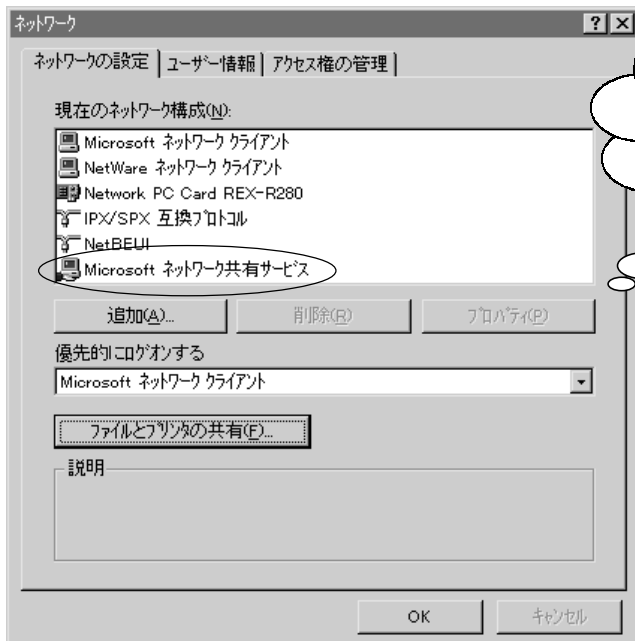 ネットワーク
ネットワークの設定 ユーザー情報 アクセス権の管理
現在のネットワーク構成(N):
Microsoft ネットワーク クライアント
NetWare ネットワーク クライアント
Network PC Card REX-R280
IPX/SPX 互換プロトコル
NetBEUI
Microsoft ネットワーク共有サービス
追加(A)... 削除(R) プロパティ(P)
優先的にログオンする
Microsoft ネットワーク クライアント
ファイルとプリンタの共有(F)...
説明
OK キャンセル